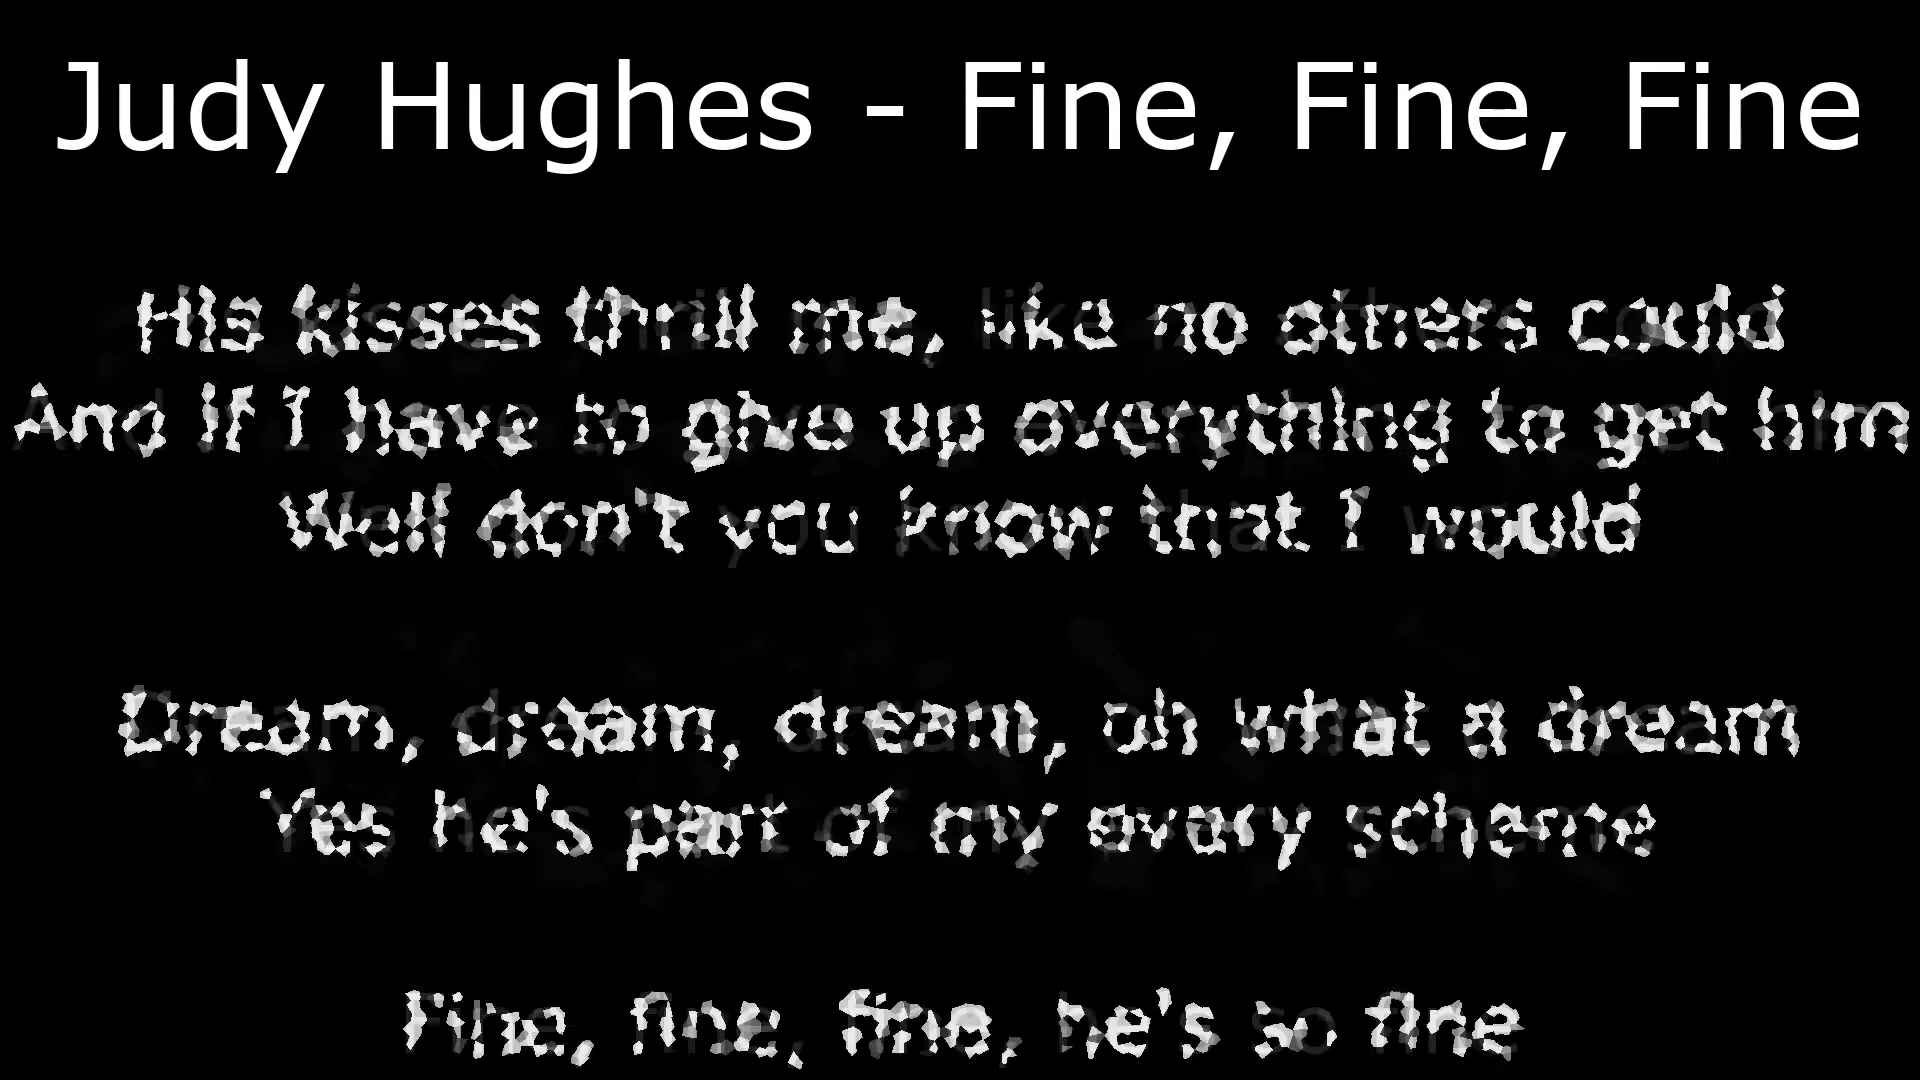 Judy Hughes - Fine, Fine, Fine
His kisses thrill me, like no others could
And if I have to give up everything to get him
Well don't you know that I would
Dream, dream, dream, oh what a dream
Yes he's part of my every scheme
Fine, fine, fine, he's so fine